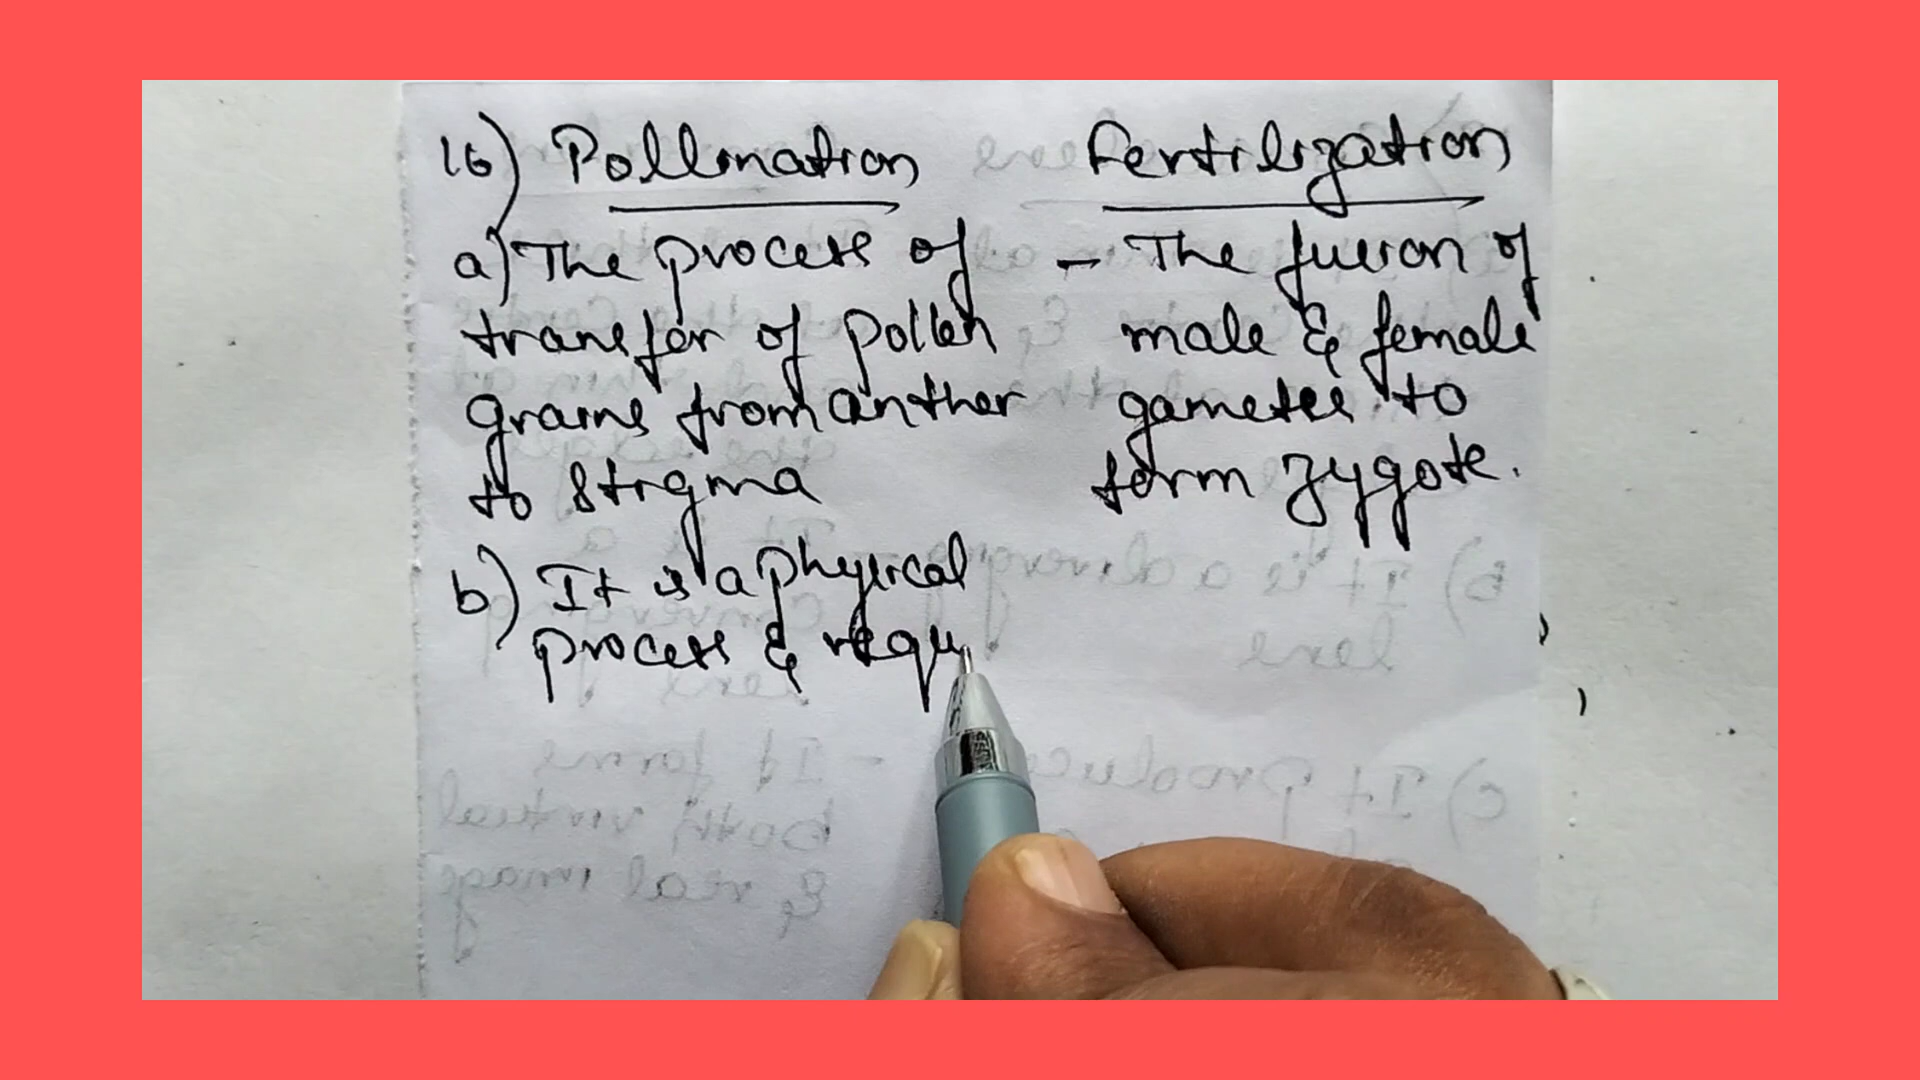 16) Pollination Fertilization
a) The process of - The fusion of
transfer of pollen male & female
grains from anther gametes to
to stigma form zygote.
b) It is a physical
process & requ